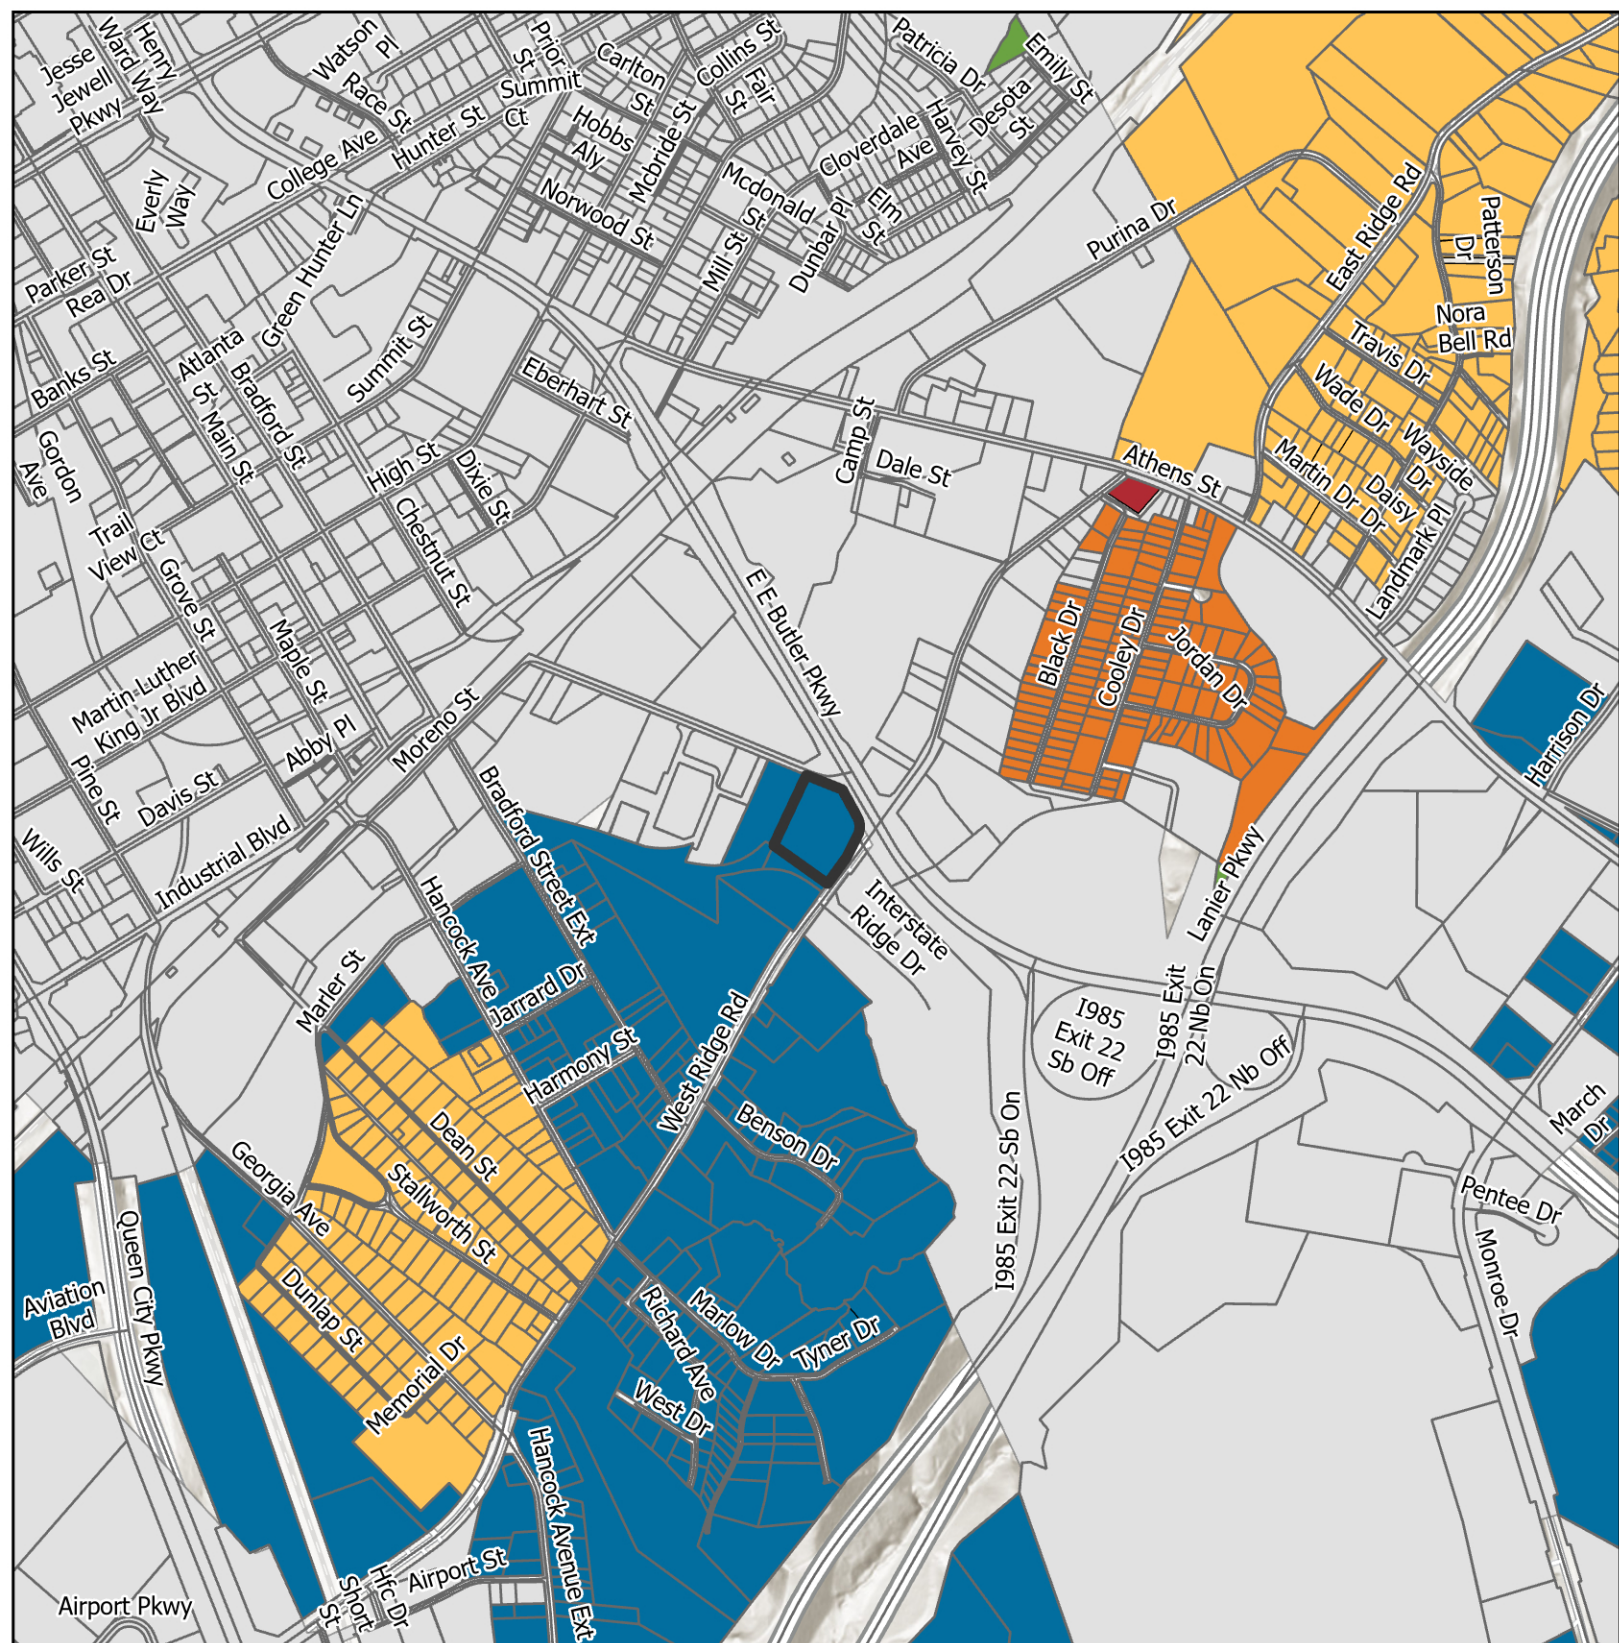 Jesse
Jewell
Pkwy
Henry
Ward Way
Watson
Pl
Race St
Prior
St
Summit
Ct
Carlton
St
Collins St
Fair
St
Patricia Dr
Emily St
Desota
St
Harvey St
Cloverdale
Ave
Elm
St
Hunter St
College Ave
Hobbs
Aly
Mcbride St
Mcdonald
St
Norwood St
Mill St
Dunbar Pl
Everly
Way
Green Hunter Ln
Parker St
Rea Dr
Banks St
Atlanta
St
Bradford St
Main St
Summit St
Eberhart St
High St
Dixie St
Chestnut St
Gordon
Ave
Trail
View Ct
Grove St
Maple St
Martin Luther
King Jr Blvd
Abby Pl
Moreno St
Davis St
Pine St
Wills St
Industrial Blvd
Purina Dr
East Ridge Rd
Patterson
Dr
Nora
Bell Rd
Travis Dr
Wade Dr
Wayside
Dr
Daisy
Dr
Martin Dr
Landmark Pl
Camp St
Dale St
Athens St
E E Butler Pkwy
Black Dr
Cooley Dr
Jordan Dr
Harrison Dr
Lanier Pkwy
Bradford Street Ext
Hancock Ave
Marler St
Jarrard Dr
Harmony St
West Ridge Rd
Interstate
Ridge Dr
Benson Dr
I985
Exit 22
Sb Off
I985 Exit
22 Nb On
I985 Exit 22 Nb Off
I985 Exit 22 Sb On
March
Dr
Pentee Dr
Monroe Dr
Dean St
Stallworth St
Georgia Ave
Dunlap St
Memorial Dr
Queen City Pkwy
Aviation
Blvd
Richard Ave
Marlow Dr
Tyner Dr
West Dr
Hancock Avenue Ext
Airport St
Hfc Dr
Short
St
Airport Pkwy